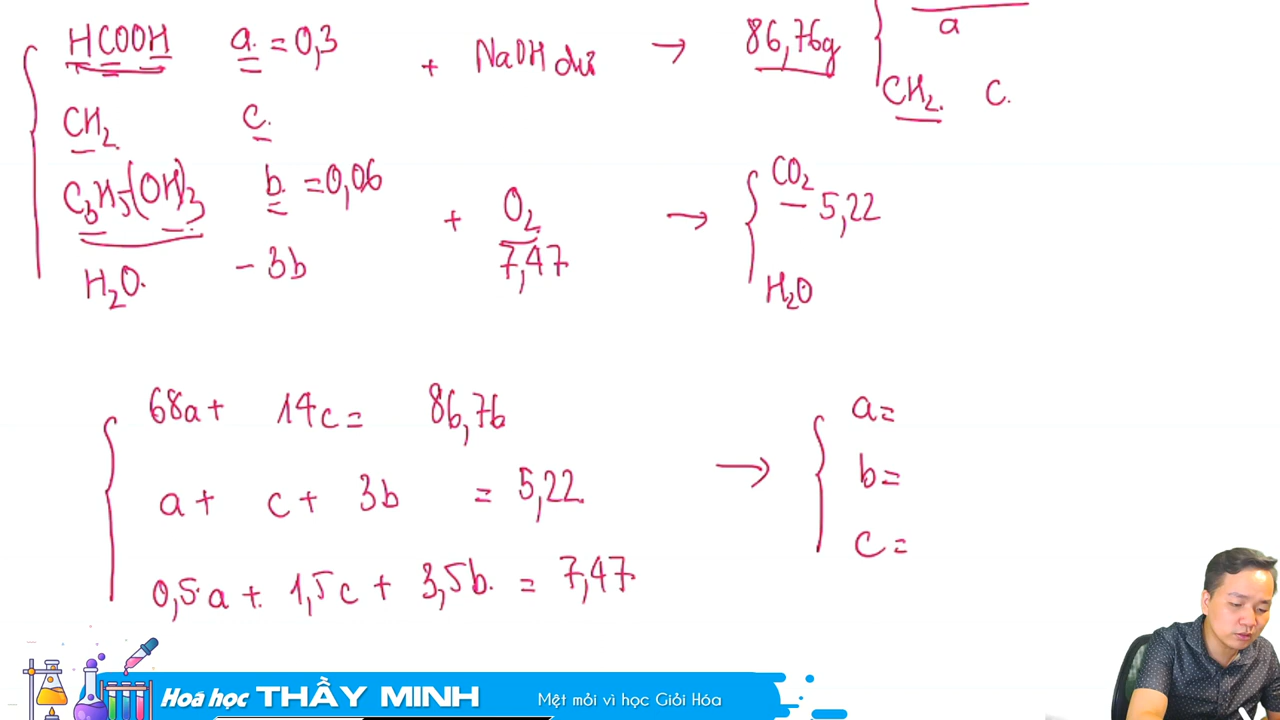 HCOOH a = 0,3 + NaOH dư → 86,76g { a
CH2 c
CH2. c.
C3H5(OH)3 b = 0,06 + O2 → { CO2 5,22
7,47
H2O. - 3b
H2O
68a + 14c = 86,76
a + c + 3b = 5,22
0,5a + 1,5c + 3,5b = 7,47
→ { a =
b =
c =
Hoá học THẦY MINH Mệt mỏi vì học Giỏi Hóa